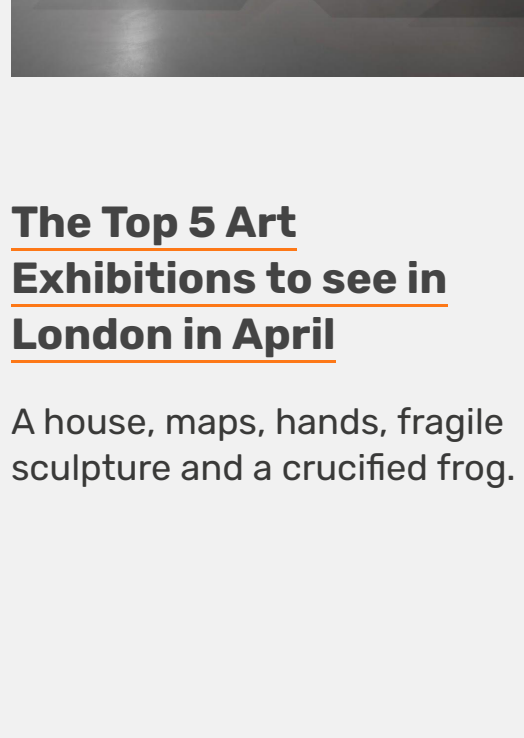 The Top 5 Art
Exhibitions to see in
London in April
A house, maps, hands, fragile
sculpture and a crucified frog.